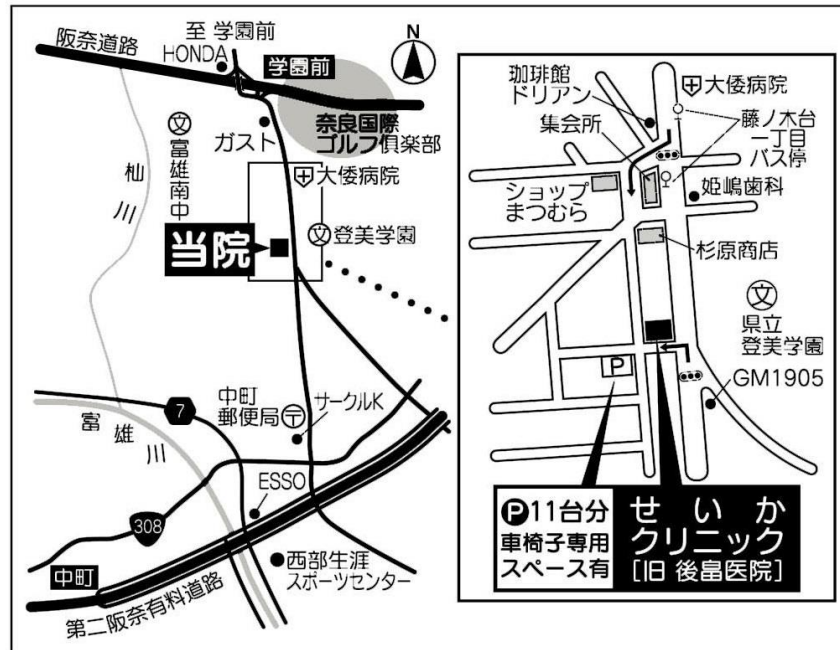 至 学園前
阪奈道路
HONDA
学園前
N
ガスト
奈良国際
ゴルフ倶楽部
文
富雄南中
杣川
大倭病院
当院
文 登美学園
7
富雄川
中町
郵便局
〒
サークルK
ESSO
308
中町
西部生涯
スポーツセンター
第二阪奈有料道路
珈琲館
ドリアン
大倭病院
集会所
藤ノ木台
一丁目
バス停
ショップ
まつむら
姫嶋歯科
杉原商店
文
県立
登美学園
P
GM1905
P11台分
車椅子専用
スペース有
せいか
クリニック
[旧 後畠医院]